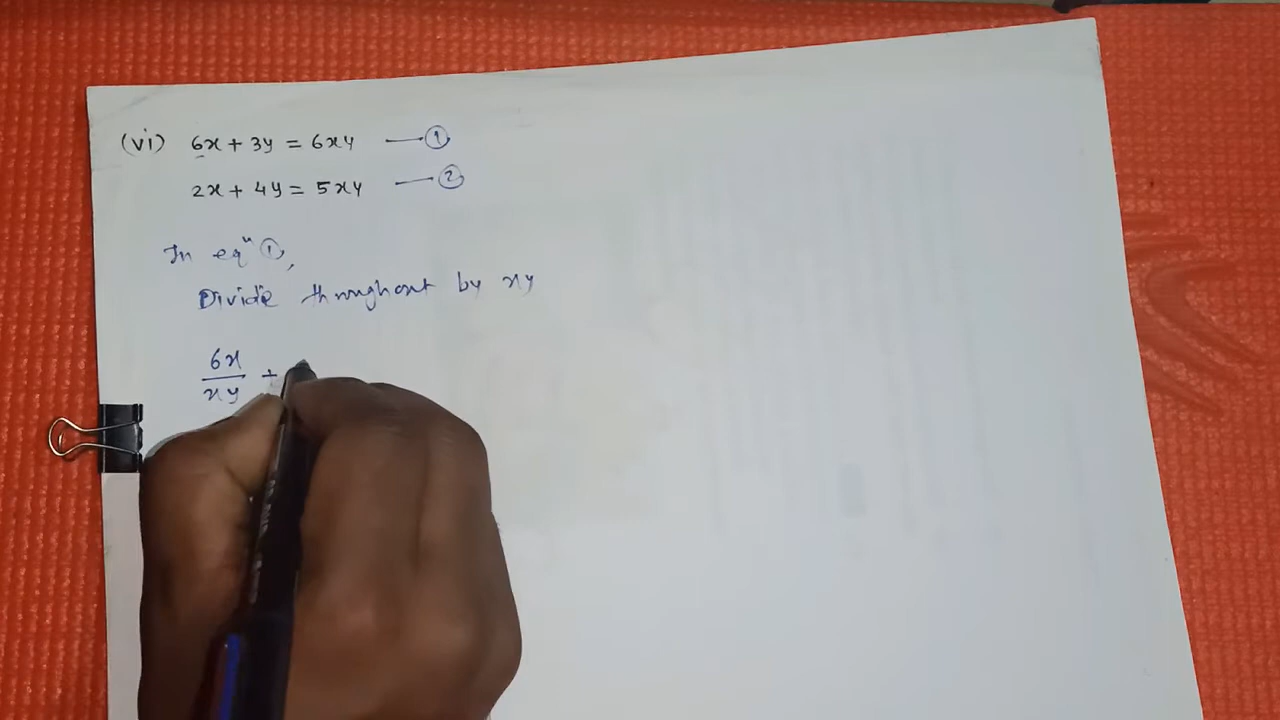 (vi) 6x + 3y = 6xy —①
2x + 4y = 5xy —②
In eqⁿ ①,
Divide throughout by xy
6x/xy +